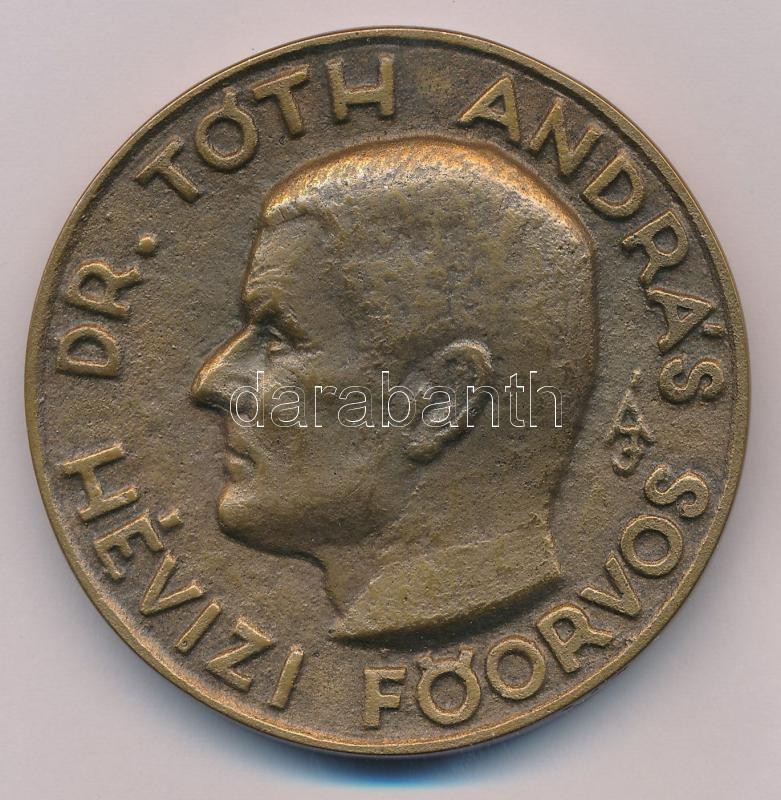 DR. TÓTH ANDRÁS
HÉVIZI FŐORVOS
darabanth